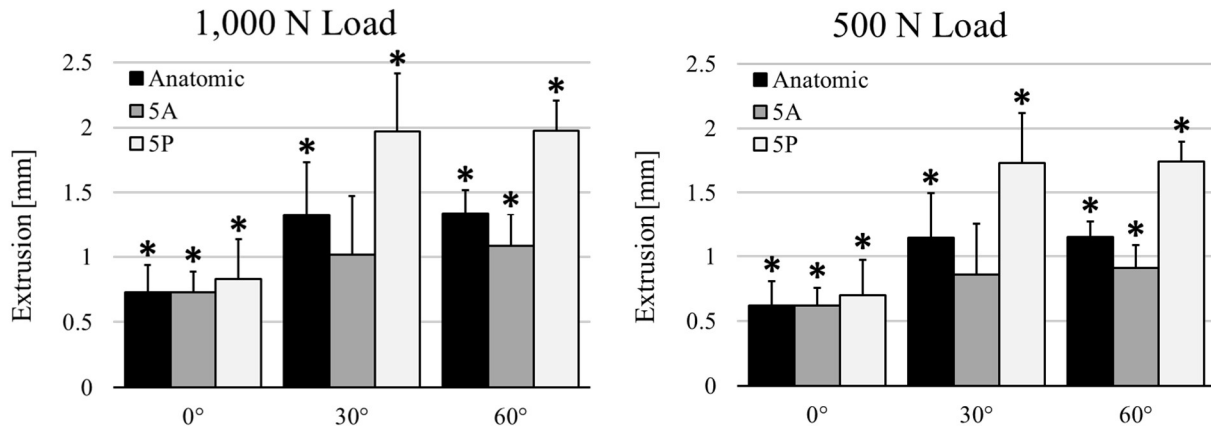 1,000 N Load
Extrusion [mm]
2.5
2
1.5
1
0.5
0
Anatomic
5A
5P
* * * * * * * *
0° 30° 60°
500 N Load
Extrusion [mm]
2.5
2
1.5
1
0.5
0
Anatomic
5A
5P
* * * * * * * *
0° 30° 60°